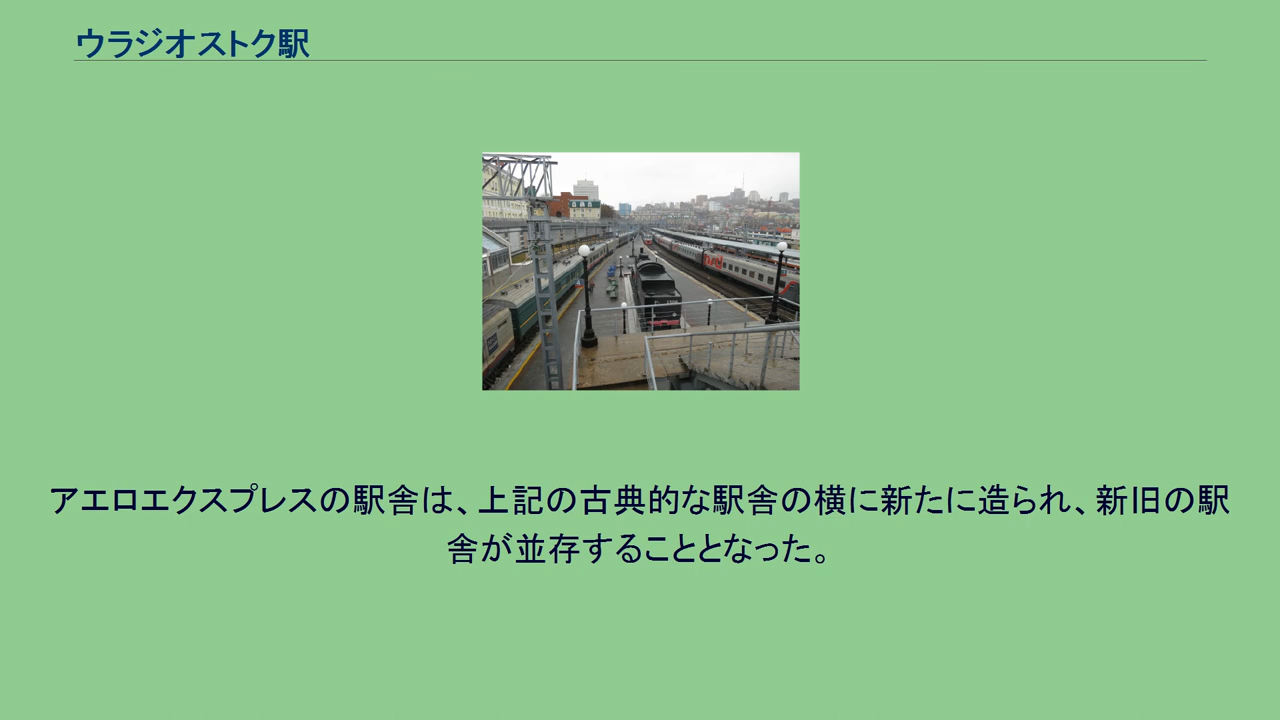 ウラジオストク駅
アエロエクスプレスの駅舎は、上記の古典的な駅舎の横に新たに造られ、新旧の駅
舎が並存することとなった。